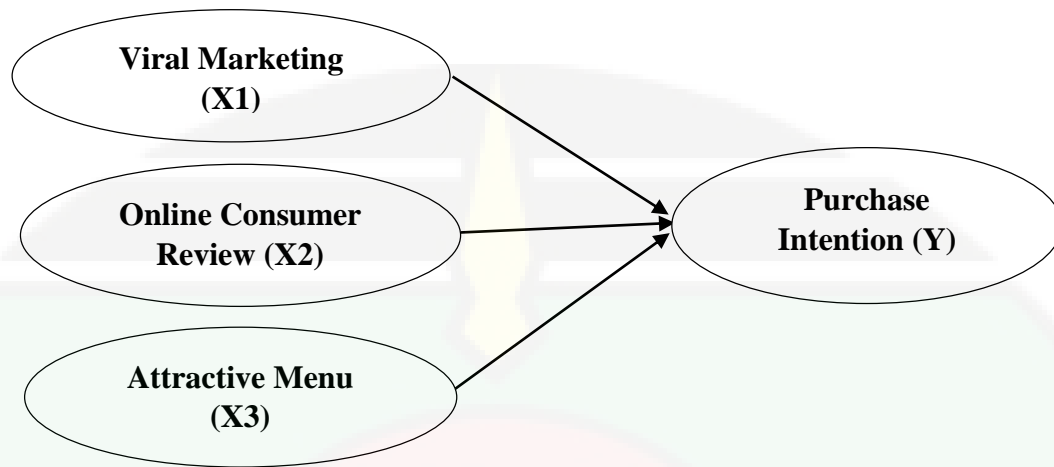 Viral Marketing
(X1)
Online Consumer
Review (X2)
Attractive Menu
(X3)
Purchase
Intention (Y)